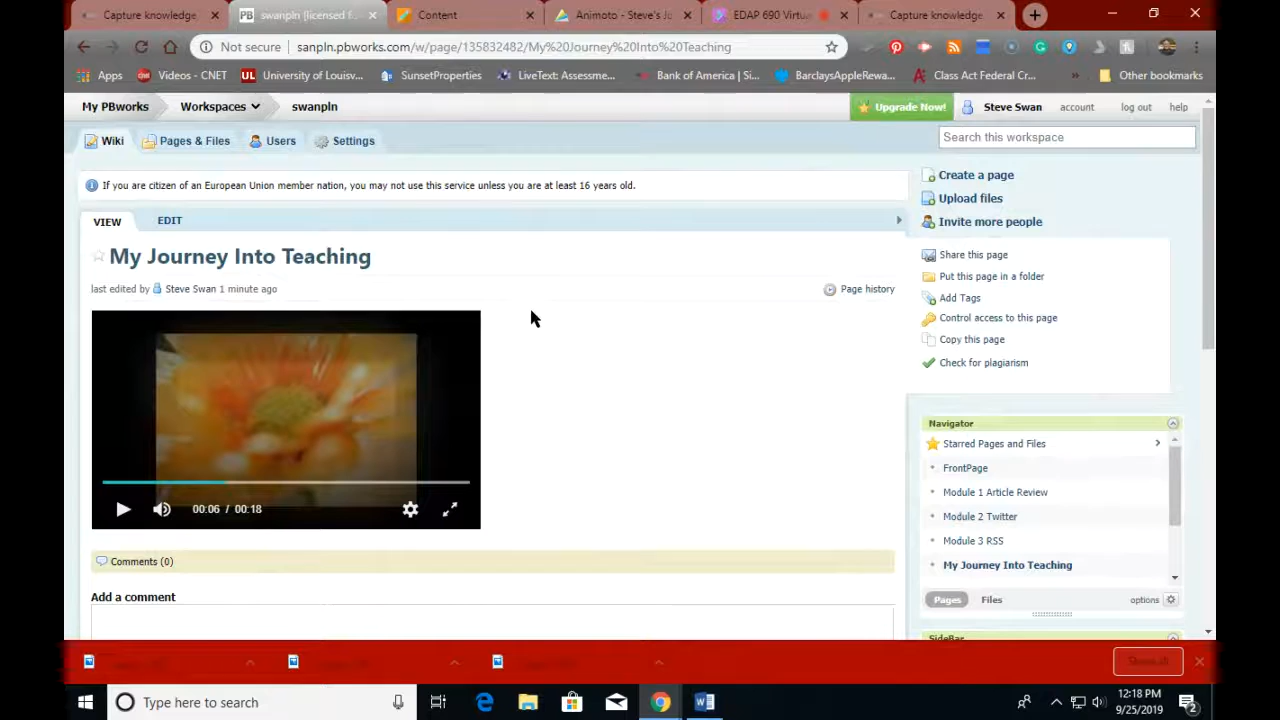 Capture knowledge
swanpln [licensed f
Content
Animoto - Steve's Jo
EDAP 690 Virtua
Capture knowledge
Not secure
sanpln.pbworks.com/w/page/135832482/My%20Journey%20Into%20Teaching
Apps
Videos - CNET
University of Louisv...
SunsetProperties
LiveText: Assessme...
Bank of America | Si...
BarclaysAppleRewa...
Class Act Federal Cr...
»
Other bookmarks
My PBworks
Workspaces
swanpln
Upgrade Now!
Steve Swan
account
log out
help
Wiki
Pages & Files
Users
Settings
Search this workspace
If you are citizen of an European Union member nation, you may not use this service unless you are at least 16 years old.
VIEW
EDIT
My Journey Into Teaching
last edited by Steve Swan 1 minute ago
Page history
00:06 / 00:18
Comments (0)
Add a comment
Create a page
Upload files
Invite more people
Share this page
Put this page in a folder
Add Tags
Control access to this page
Copy this page
Check for plagiarism
Navigator
Starred Pages and Files
FrontPage
Module 1 Article Review
Module 2 Twitter
Module 3 RSS
My Journey Into Teaching
Pages
Files
options
SideBar
Show all
Type here to search
12:18 PM
9/25/2019
2